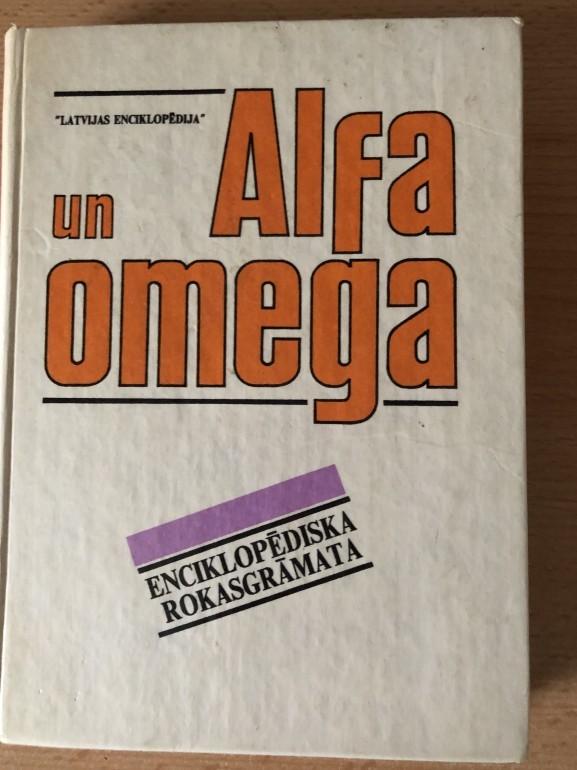 "LATVIJAS ENCIKLOPĒDIJA"
Alfa
un
omega
ENCIKLOPĒDISKA
ROKASGRĀMATA